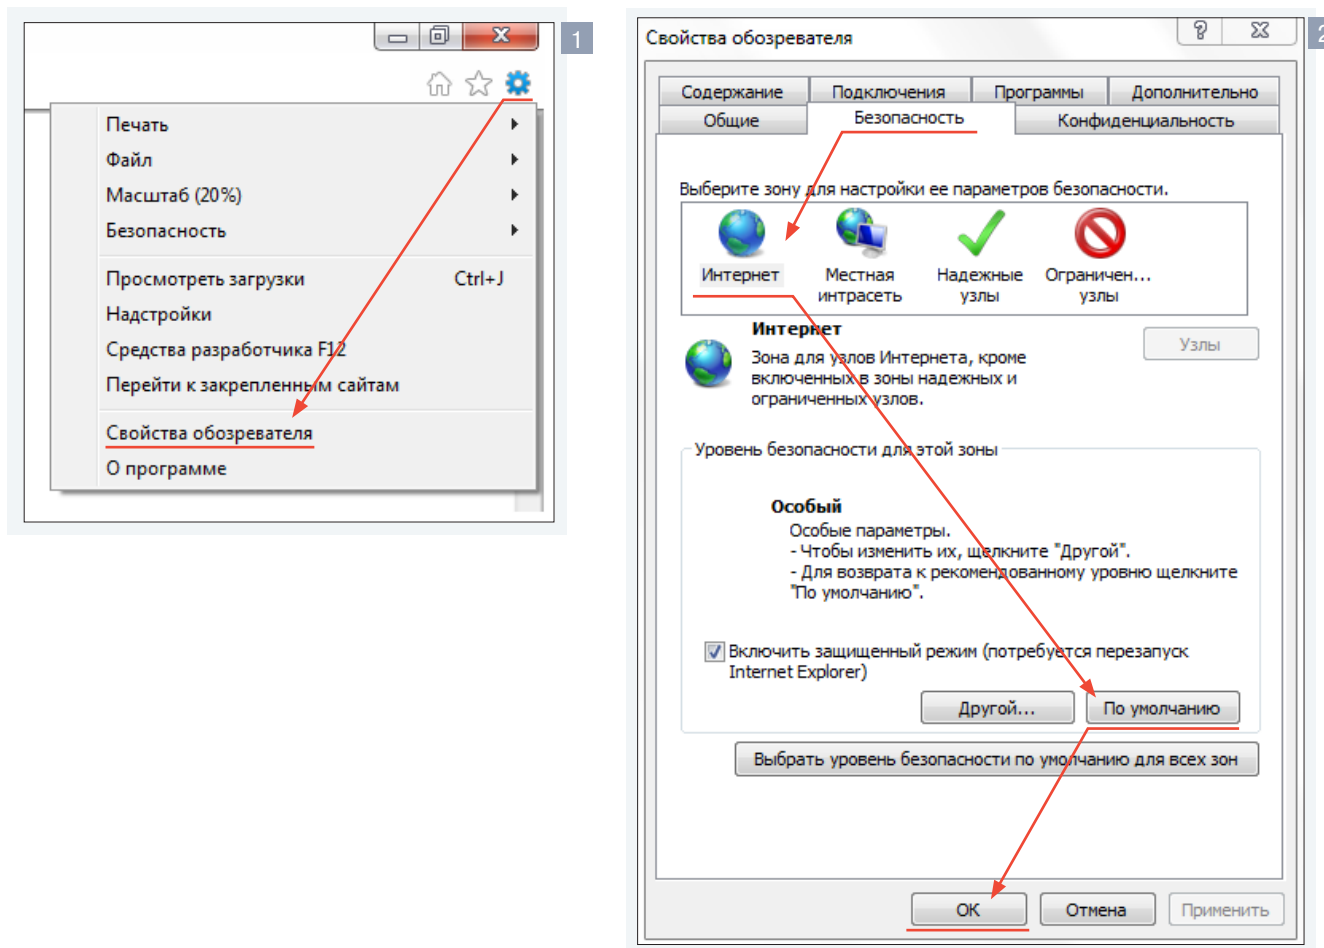 1
Печать
Файл
Масштаб (20%)
Безопасность
Просмотреть загрузки Ctrl+J
Надстройки
Средства разработчика F12
Перейти к закрепленным сайтам
Свойства обозревателя
О программе
2
Свойства обозревателя
Содержание Подключения Программы Дополнительно
Общие Безопасность Конфиденциальность
Выберите зону для настройки ее параметров безопасности.
Интернет Местная Надежные Ограничен...
интрасеть узлы узлы
Интернет
Узлы
Зона для узлов Интернета, кроме
включенных в зоны надежных и
ограниченных узлов.
Уровень безопасности для этой зоны
Особый
Особые параметры.
- Чтобы изменить их, щелкните "Другой".
- Для возврата к рекомендованному уровню щелкните
"По умолчанию".
Включить защищенный режим (потребуется перезапуск
Internet Explorer)
Другой... По умолчанию
Выбрать уровень безопасности по умолчанию для всех зон
ОК Отмена Применить